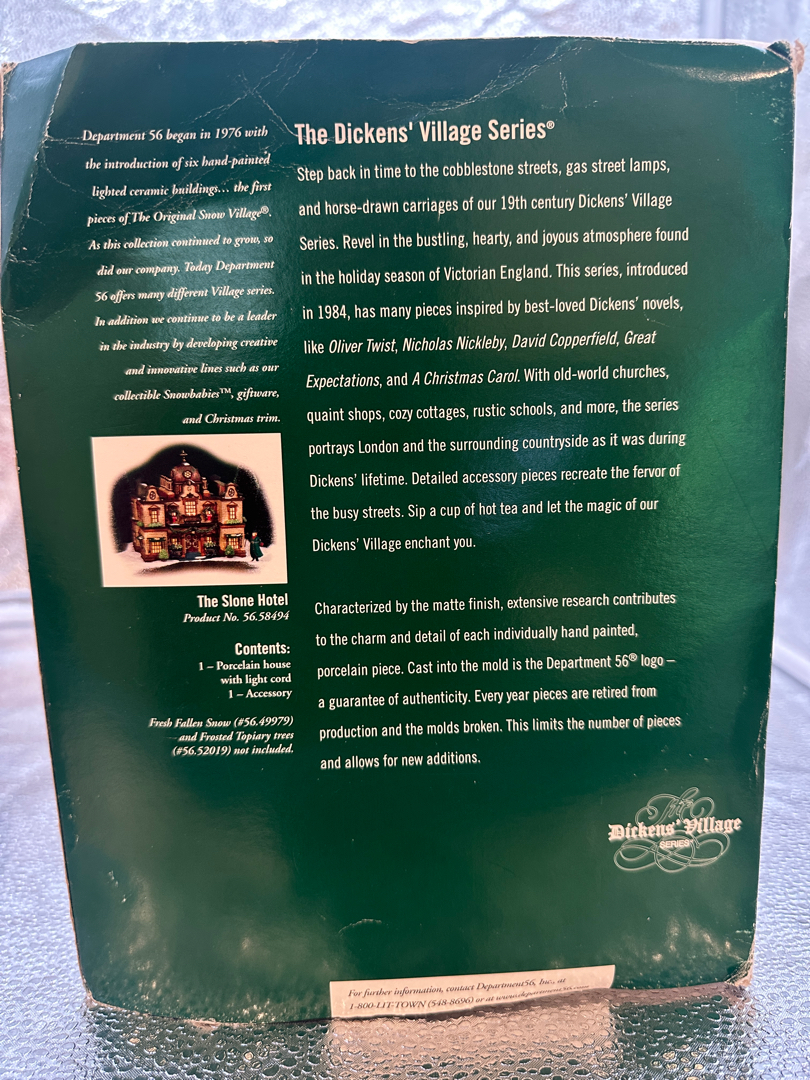 Department 56 began in 1976 with
the introduction of six hand-painted
lighted ceramic buildings... the first
pieces of The Original Snow Village®.
As this collection continued to grow, so
did our company. Today Department
56 offers many different Village series.
In addition we continue to be a leader
in the industry by developing creative
and innovative lines such as our
collectible Snowbabies™, giftware,
and Christmas trim.
The Slone Hotel
Product No. 56.58494
Contents:
1 – Porcelain house
with light cord
1 – Accessory
Fresh Fallen Snow (#56.49979)
and Frosted Topiary trees
(#56.52019) not included.
The Dickens' Village Series®
Step back in time to the cobblestone streets, gas street lamps,
and horse-drawn carriages of our 19th century Dickens' Village
Series. Revel in the bustling, hearty, and joyous atmosphere found
in the holiday season of Victorian England. This series, introduced
in 1984, has many pieces inspired by best-loved Dickens' novels,
like Oliver Twist, Nicholas Nickleby, David Copperfield, Great
Expectations, and A Christmas Carol. With old-world churches,
quaint shops, cozy cottages, rustic schools, and more, the series
portrays London and the surrounding countryside as it was during
Dickens' lifetime. Detailed accessory pieces recreate the fervor of
the busy streets. Sip a cup of hot tea and let the magic of our
Dickens' Village enchant you.
Characterized by the matte finish, extensive research contributes
to the charm and detail of each individually hand painted,
porcelain piece. Cast into the mold is the Department 56® logo –
a guarantee of authenticity. Every year pieces are retired from
production and the molds broken. This limits the number of pieces
and allows for new additions.
The
Dickens' Village
SERIES
For further information, contact Department 56, Inc., at
1-800-LIT-TOWN (548-8696) or at www.department56.com